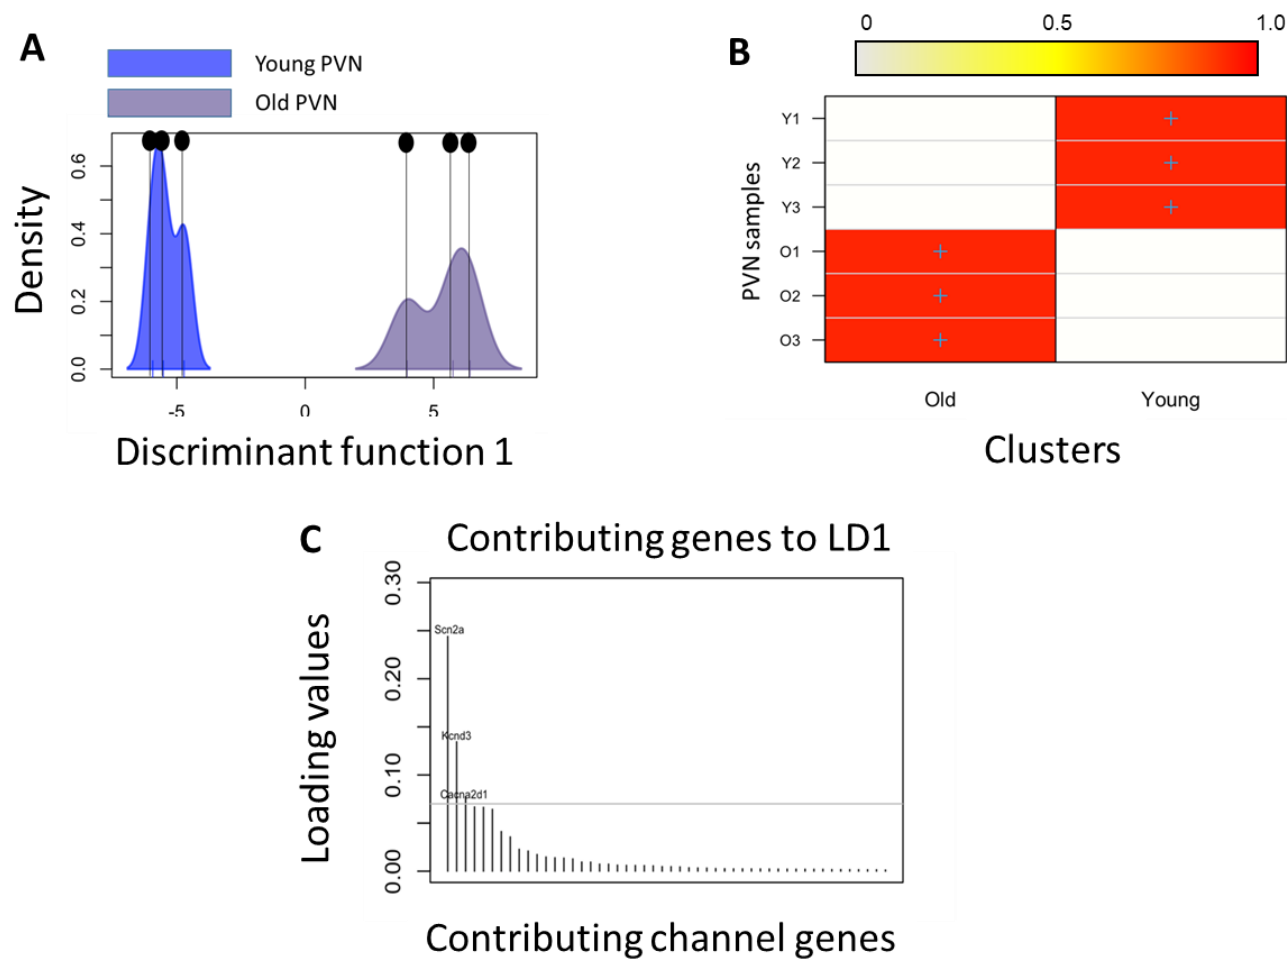 A
Young PVN
Old PVN
0.6
0.4
0.2
0.0
Density
-5 0 5
Discriminant function 1
B
0 0.5 1.0
Y1
Y2
Y3
O1
O2
O3
PVN samples
Old Young
Clusters
C
Contributing genes to LD1
0.30
0.20
0.10
0.00
Loading values
Scn2a
Kcnd3
Cacna2d1
Contributing channel genes